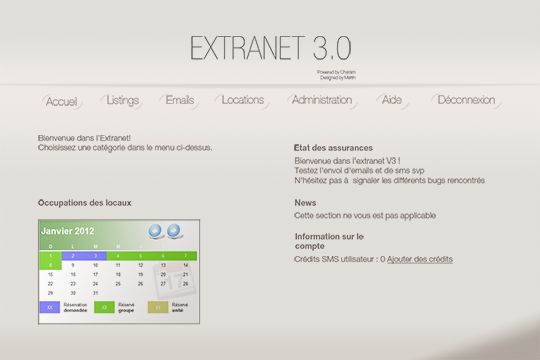 EXTRANET 3.0
Powered by Charlam
Designed by Martin
Accueil Listings Emails Locations Administration Aide Déconnexion
Bienvenue dans l'Extranet!
Choisissez une catégorie dans le menu ci-dessus.
Etat des assurances
Bienvenue dans l'extranet V3 !
Testez l'envoi d'emails et de sms svp
N'hésitez pas à signaler les différents bugs rencontrés
Occupations des locaux
News
Cette section ne vous est pas applicable
Information sur le
compte
Crédits SMS utilisateur : 0 Ajouter des crédits
Janvier 2012
D L M M J V S
1 2 3 4 5 6 7
8 9 10 11 12 13 14
15 16 17 18 19 20 21
22 23 24 25 26 27 28
29 30 31
XX Réservation demandée XX Réservé groupe XX Réservé unité